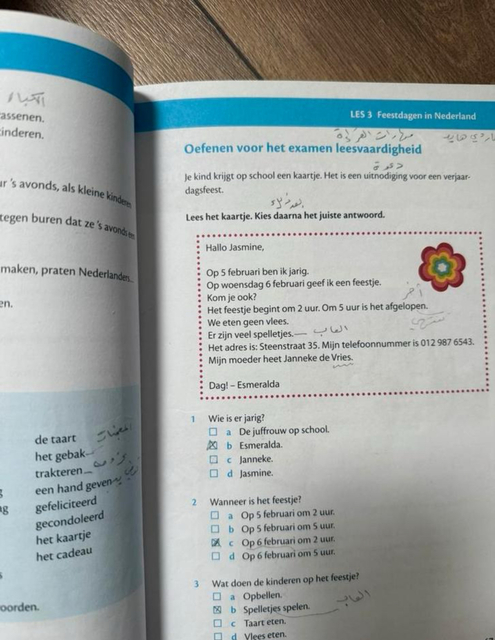 assenen,
inderen.
ur 's avonds, als kleine kinderen
tegen buren dat ze 's avonds een
maken, praten Nederlanders
en.
de taart
het gebak
trakteren
een hand geven
gefeliciteerd
gecondoleerd
het kaartje
het cadeau
oorden.
LES 3 Feestdagen in Nederland
Oefenen voor het examen leesvaardigheid
دعوة
Je kind krijgt op school een kaartje. Het is een uitnodiging voor een verjaar-
dagsfeest.
Lees het kaartje. Kies daarna het juiste antwoord.
Hallo Jasmine,
Op 5 februari ben ik jarig.
Op woensdag 6 februari geef ik een feestje.
Kom je ook?
Het feestje begint om 2 uur. Om 5 uur is het afgelopen.
We eten geen vlees.
Er zijn veel spelletjes. العاب
Het adres is: Steenstraat 35. Mijn telefoonnummer is 012 987 6543.
Mijn moeder heet Janneke de Vries.
Dag! – Esmeralda
1 Wie is er jarig?
a De juffrouw op school.
b Esmeralda.
c Janneke.
d Jasmine.
2 Wanneer is het feestje?
a Op 5 februari om 2 uur.
b Op 5 februari om 5 uur.
c Op 6 februari om 2 uur.
d Op 6 februari om 5 uur.
3 Wat doen de kinderen op het feestje?
a Opbellen.
b Spelletjes spelen. العاب
c Taart eten.
d Vlees eten.